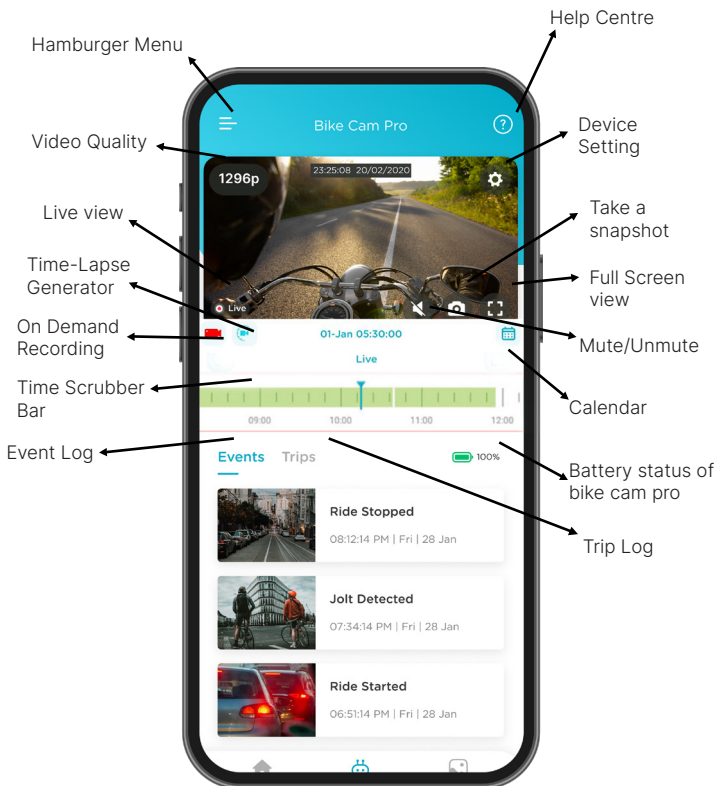 Help Centre
Hamburger Menu
Bike Cam Pro
?
Device
Setting
Video Quality
1296p
23:25:08 20/02/2020
Live view
Take a
snapshot
Time-Lapse
Generator
Full Screen
view
Live
On Demand
Recording
01-Jan 05:30:00
Mute/Unmute
Live
Time Scrubber
Bar
Calendar
09:00
10:00
11:00
12:00
Event Log
Events
Trips
100%
Battery status of
bike cam pro
Ride Stopped
08:12:14 PM | Fri | 28 Jan
Trip Log
Jolt Detected
07:34:14 PM | Fri | 28 Jan
Ride Started
06:51:14 PM | Fri | 28 Jan